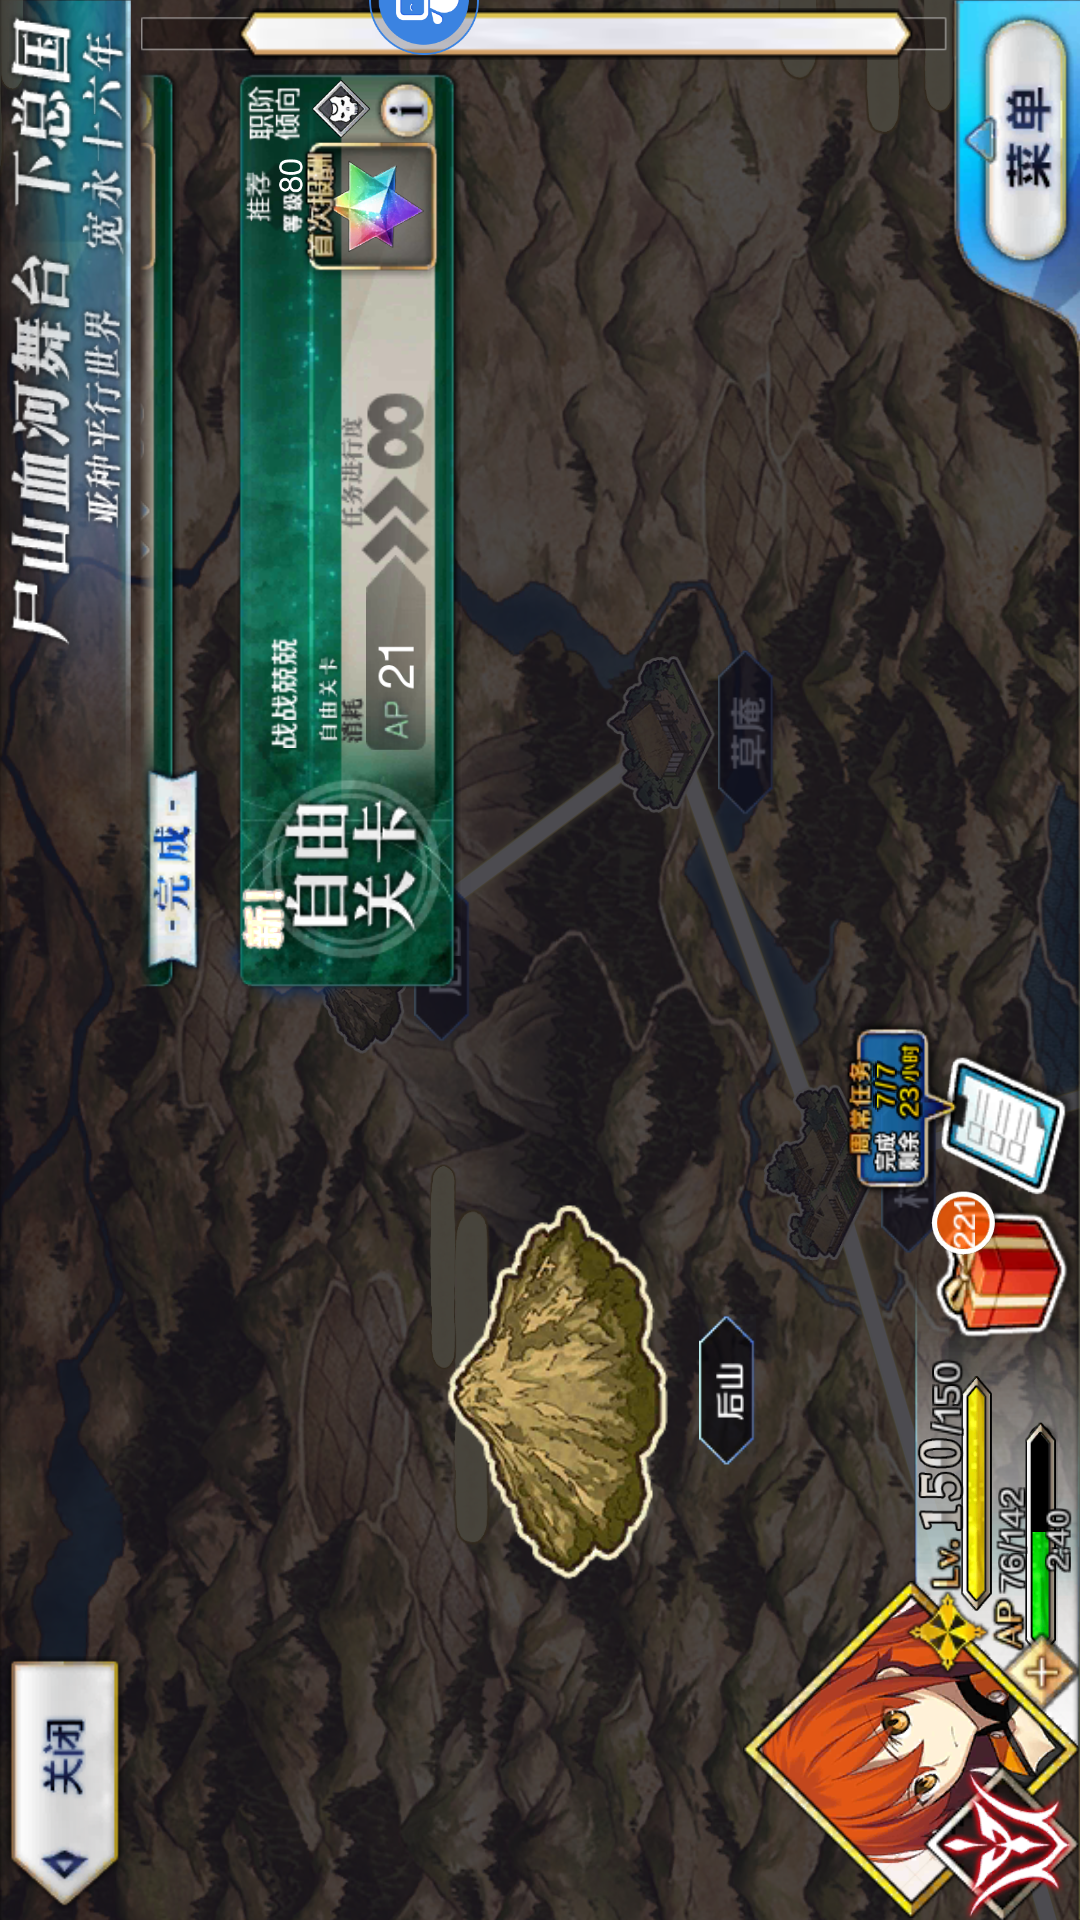 关闭
尸山血河舞台 下总国
亚种平行世界 宽永十六年
-完成-
新!
自由
关卡
战战兢兢
自由关卡
消耗
AP 21
任务进行度
推荐
等级80
职阶
倾向
首次报酬
后山
草庵
Lv. 150/150
AP 76/142
2:40
221
周常任务
完成 7/7
剩余 23小时
菜单